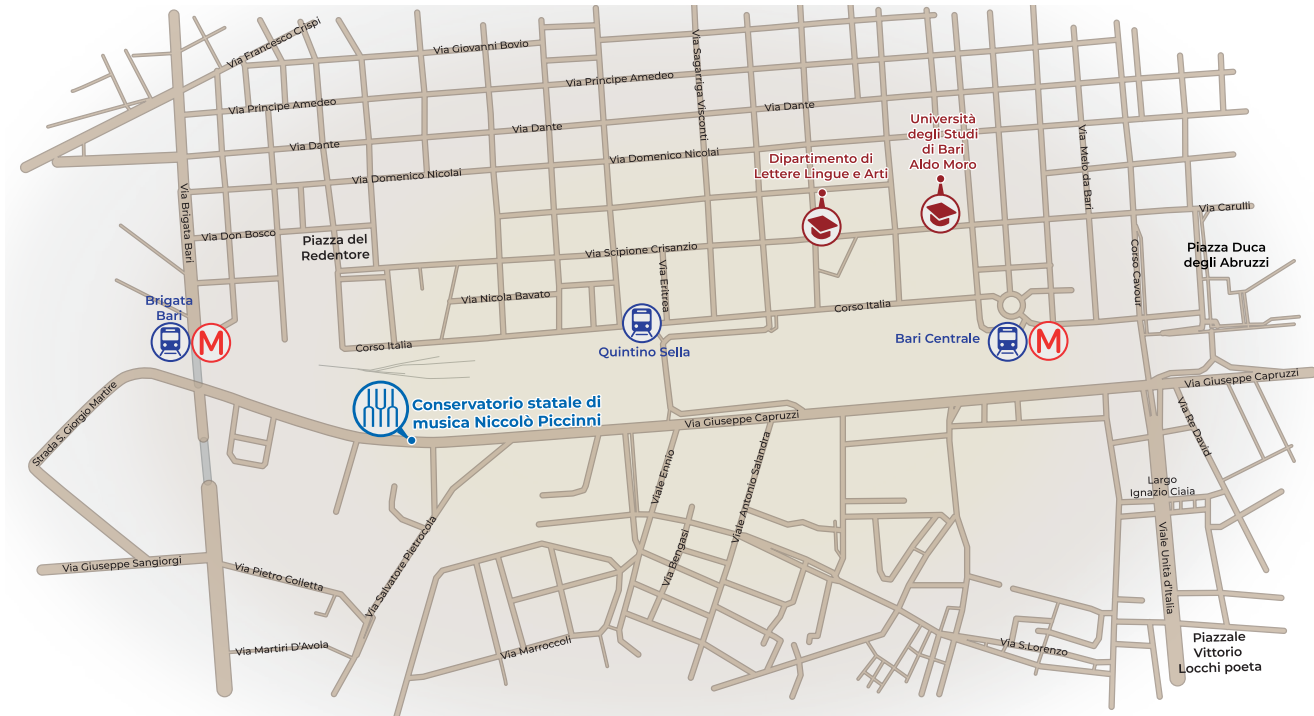 Via Francesco Crispi
Via Giovanni Bovio
Via Sagarriga Visconti
Via Principe Amedeo
Via Principe Amedeo
Via Dante
Via Dante
Via Dante
Università
degli Studi
di Bari
Aldo Moro
Via Melo da Bari
Via Domenico Nicolai
Via Domenico Nicolai
Dipartimento di
Lettere Lingue e Arti
Via Brigata Bari
Via Don Bosco
Piazza del
Redentore
Via Scipione Crisanzio
Via Carulli
Corso Cavour
Piazza Duca
degli Abruzzi
Via Eritrea
Via Nicola Bavato
Corso Italia
Brigata
Bari
M
Corso Italia
Quintino Sella
Bari Centrale
M
Via Giuseppe Capruzzi
Strada S. Giorgio Martire
Conservatorio statale di
musica Niccolò Piccinni
Via Giuseppe Capruzzi
Via Re David
Viale Ennio
Viale Antonio Salandra
Largo
Ignazio Ciaia
Via Bengasi
Viale Unità d'Italia
Via Giuseppe Sangiorgi
Via Pietro Colletta
Via Salvatore Pietrocola
Via Martiri D'Avola
Via Marroccoli
Via S.Lorenzo
Piazzale
Vittorio
Locchi poeta